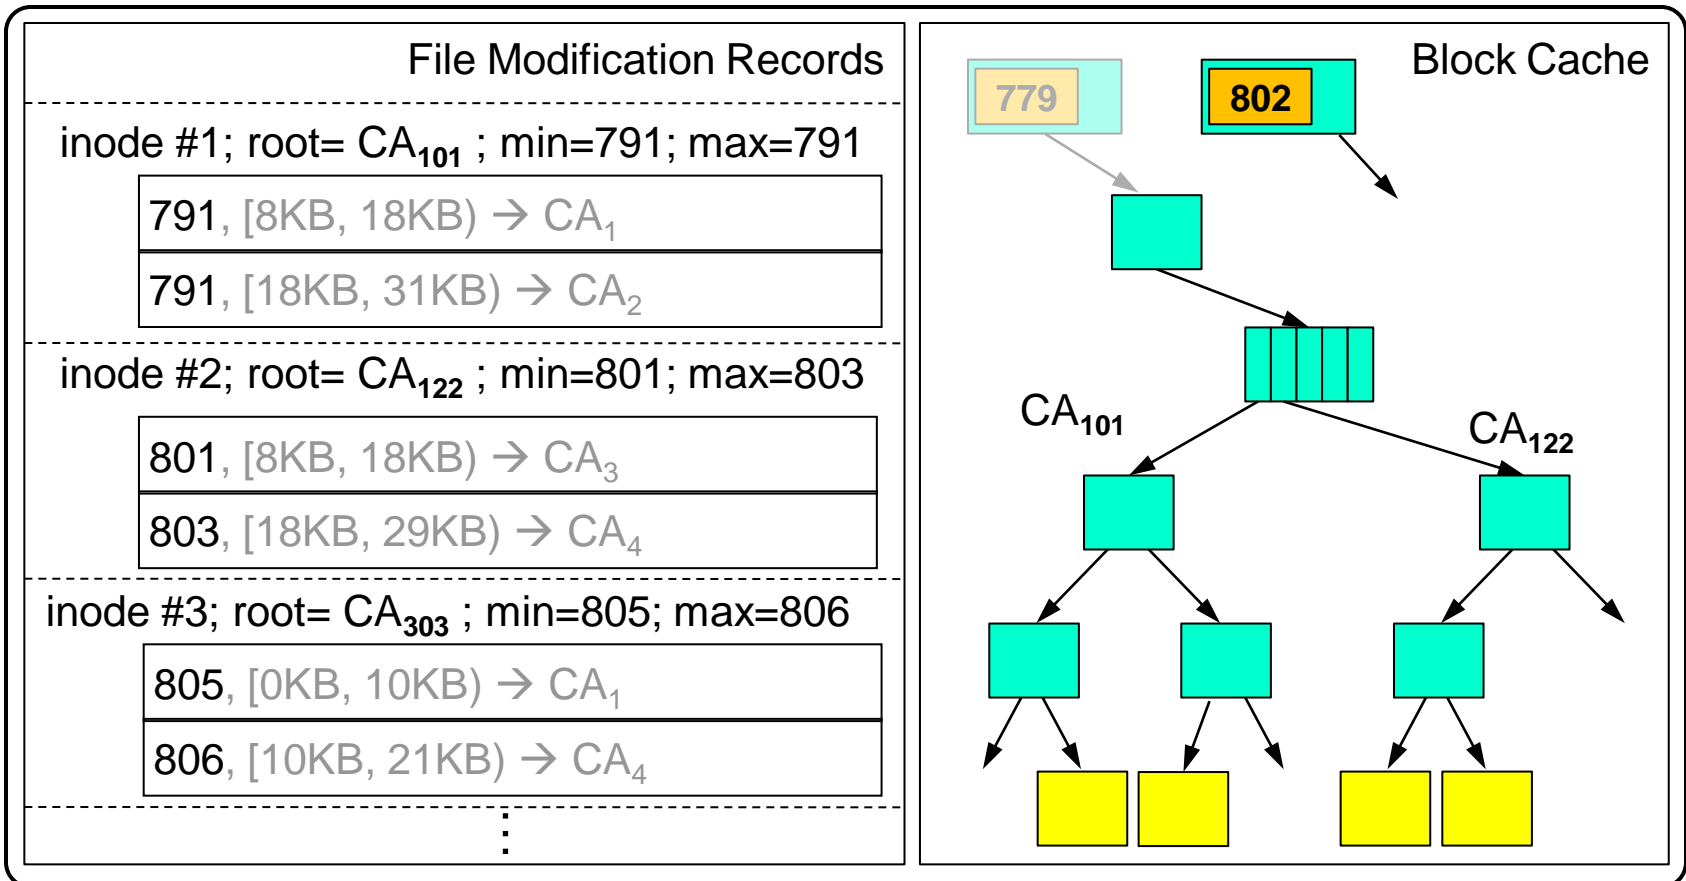 File Modification Records
inode #1; root= CA101 ; min=791; max=791
791, [8KB, 18KB) → CA1
791, [18KB, 31KB) → CA2
inode #2; root= CA122 ; min=801; max=803
801, [8KB, 18KB) → CA3
803, [18KB, 29KB) → CA4
inode #3; root= CA303 ; min=805; max=806
805, [0KB, 10KB) → CA1
806, [10KB, 21KB) → CA4
⋮
Block Cache
779
802
CA101
CA122